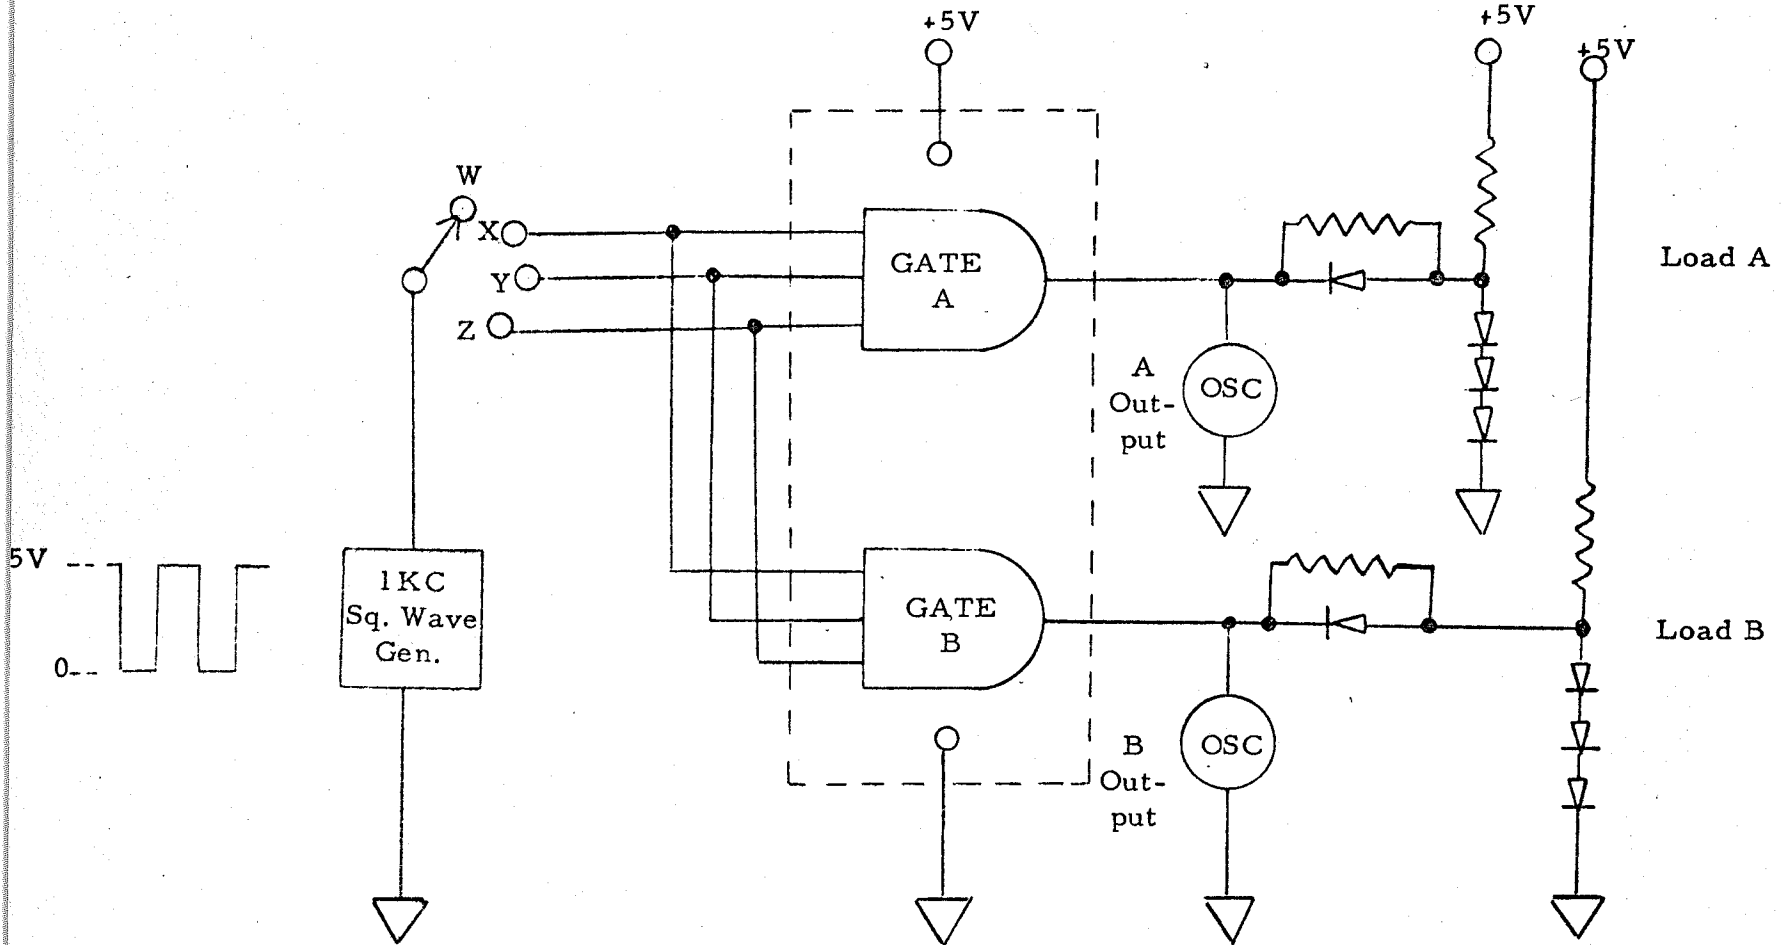 +5V
+5V
+5V
W
X
Y
Z
GATE
A
Load A
A
Out-
put
OSC
5V
0
1KC
Sq. Wave
Gen.
GATE
B
Load B
B
Out-
put
OSC